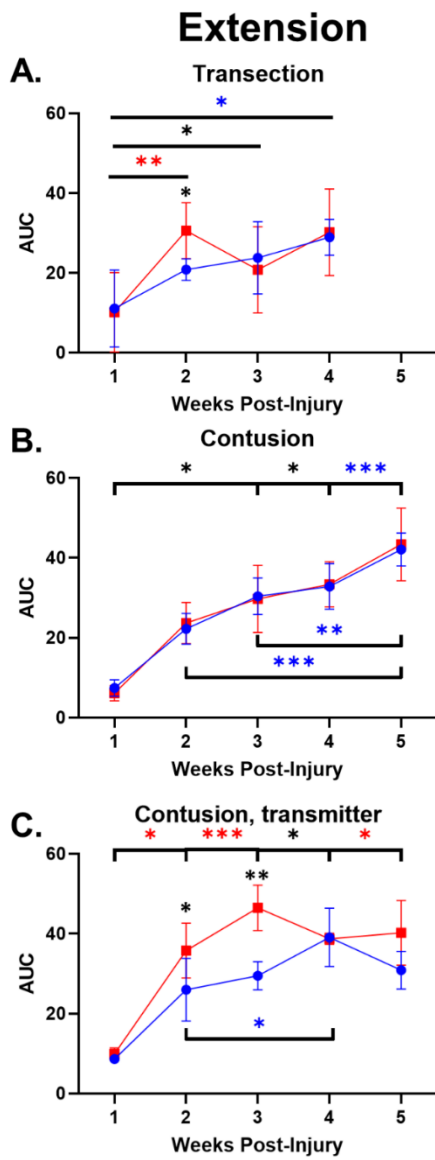 Extension
A.
Transection
*
*
**
*
60
40
20
0
AUC
1 2 3 4 5
Weeks Post-Injury
B.
Contusion
* * ***
60
40
20
0
AUC
**
***
1 2 3 4 5
Weeks Post-Injury
C.
Contusion, transmitter
* *** * *
**
*
60
40
20
0
AUC
*
1 2 3 4 5
Weeks Post-Injury